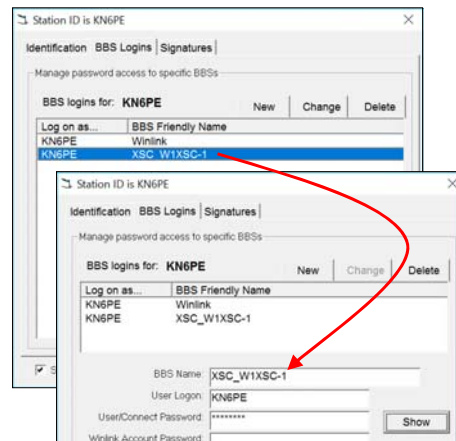 Station ID is KN6PE
Identification BBS Logins Signatures
Manage password access to specific BBSs
BBS logins for: KN6PE New Change Delete
Log on as... BBS Friendly Name
KN6PE Winlink
KN6PE XSC_W1XSC-1
S
Station ID is KN6PE
Identification BBS Logins Signatures
Manage password access to specific BBSs
BBS logins for: KN6PE New Change Delete
Log on as... BBS Friendly Name
KN6PE Winlink
KN6PE XSC_W1XSC-1
BBS Name: XSC_W1XSC-1
User Logon: KN6PE
User/Connect Password: ******** Show
Winlink Account Password: